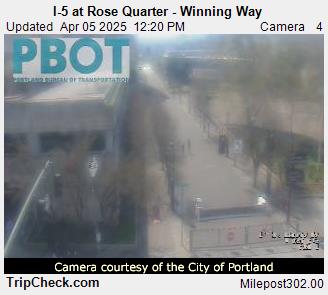 I-5 at Rose Quarter - Winning Way
Updated Apr 05 2025 12:20 PM Camera 4
PBOT
PORTLAND BUREAU OF TRANSPORTATION
Camera courtesy of the City of Portland
TripCheck.com Milepost302.00